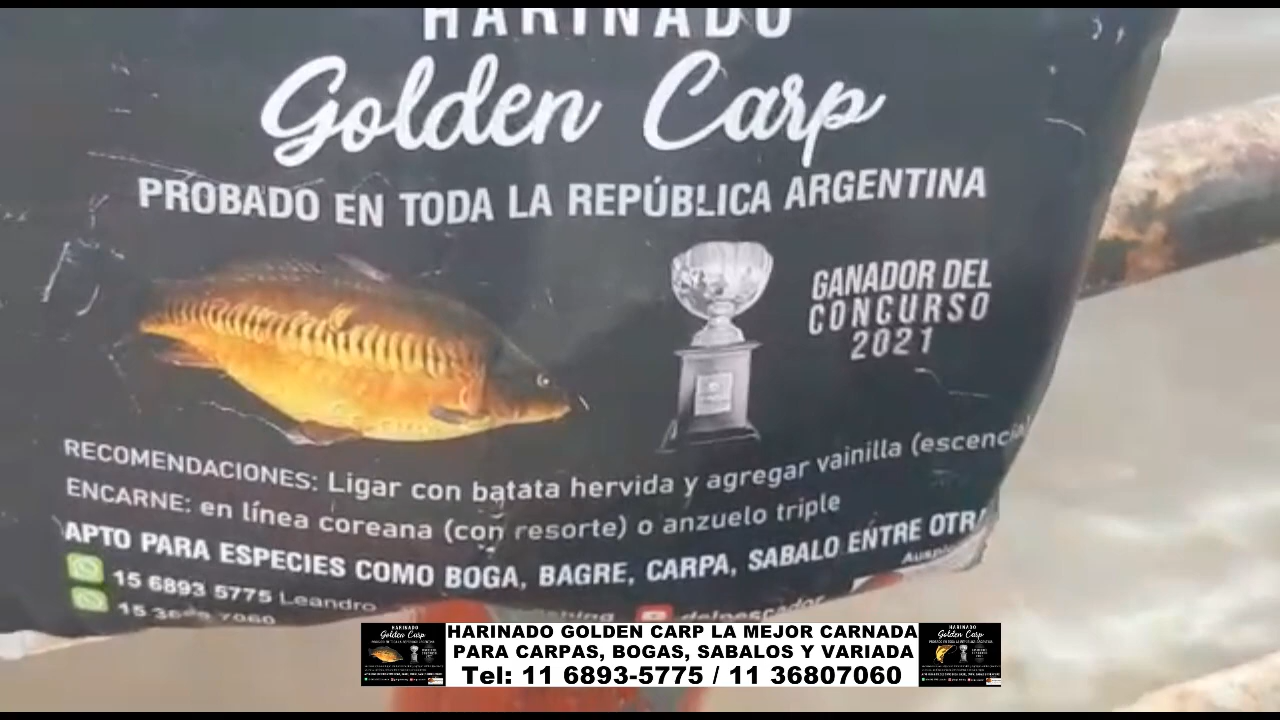 HARINADO
Golden Carp
PROBADO EN TODA LA REPÚBLICA ARGENTINA
GANADOR DEL
CONCURSO
2021
RECOMENDACIONES: Ligar con batata hervida y agregar vainilla (escencia)
ENCARNE: en línea coreana (con resorte) o anzuelo triple
APTO PARA ESPECIES COMO BOGA, BAGRE, CARPA, SABALO ENTRE OTRA
15 6893 5775 Leandro
HARINADO GOLDEN CARP LA MEJOR CARNADA
PARA CARPAS, BOGAS, SABALOS Y VARIADA
Tel: 11 6893-5775 / 11 36807060